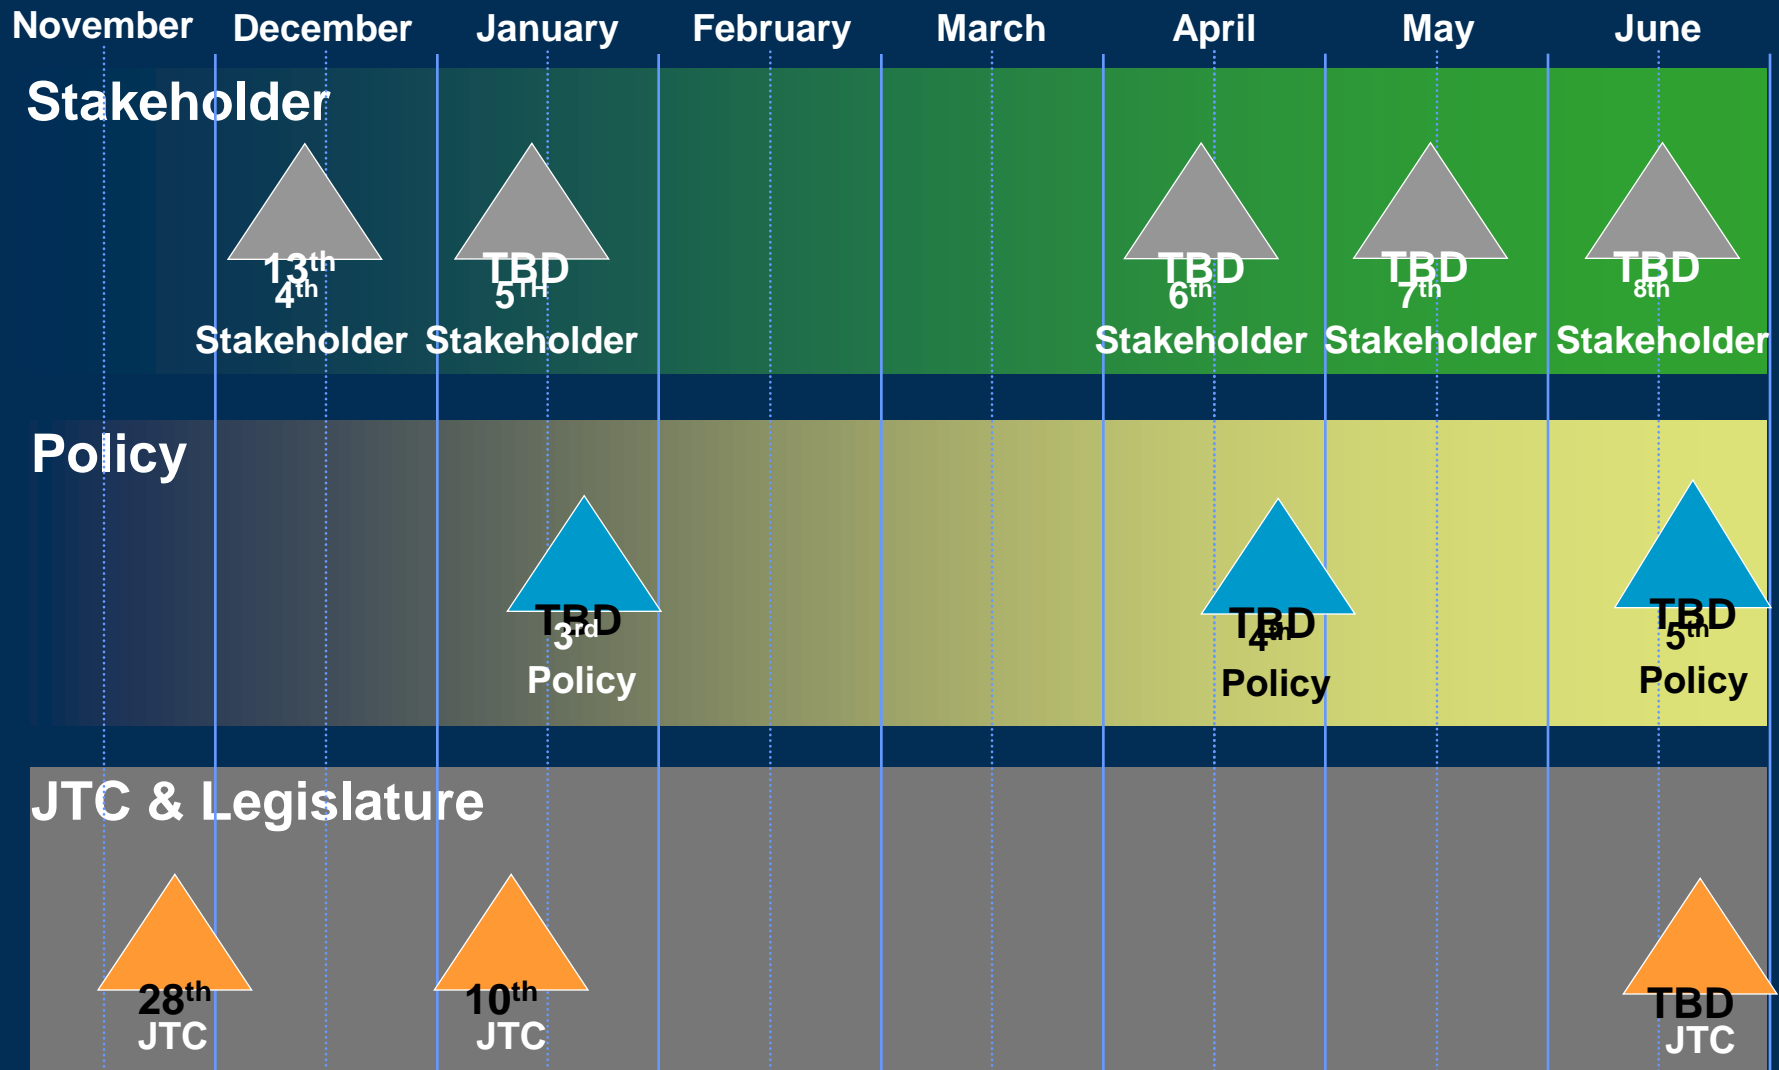 November December January February March April May June
Stakeholder
13th TBD TBD TBD TBD
4th 5TH 6th 7th 8th
Stakeholder Stakeholder Stakeholder Stakeholder Stakeholder
Policy
TBD TBD TBD
3rd 4th 5th
Policy Policy Policy
JTC & Legislature
28th 10th TBD
JTC JTC JTC